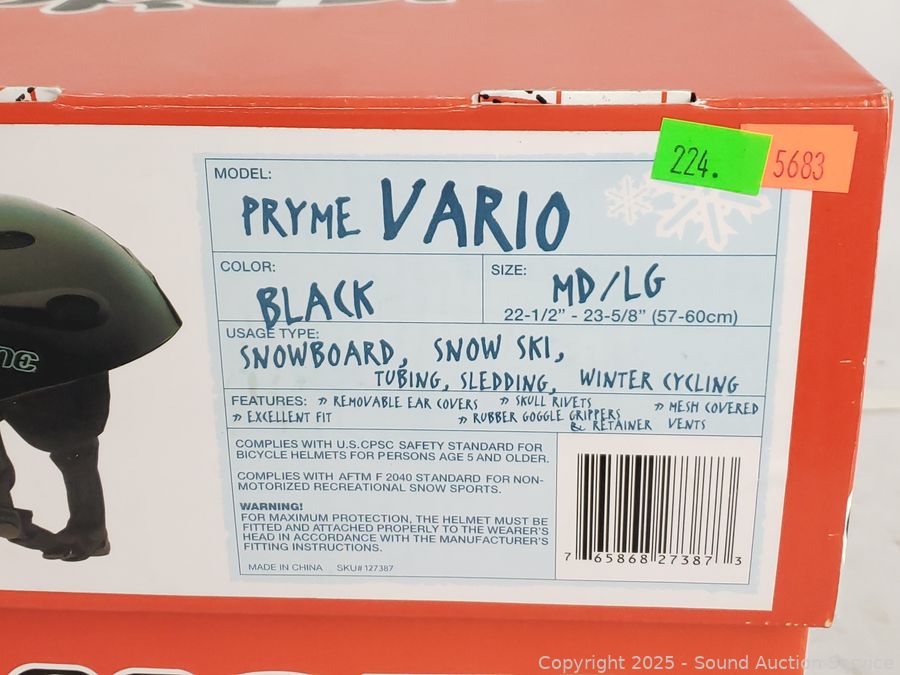 224.
5683
MODEL:
PRYME VARIO
COLOR:
BLACK
SIZE:
MD/LG
22-1/2" - 23-5/8" (57-60cm)
USAGE TYPE:
SNOWBOARD, SNOW SKI,
TUBING, SLEDDING, WINTER CYCLING
FEATURES: » REMOVABLE EAR COVERS » SKULL RIVETS » MESH COVERED
» EXCELLENT FIT » RUBBER GOGGLE GRIPPERS
& RETAINER VENTS
COMPLIES WITH U.S.CPSC SAFETY STANDARD FOR
BICYCLE HELMETS FOR PERSONS AGE 5 AND OLDER.
COMPLIES WITH AFTM F 2040 STANDARD FOR NON-
MOTORIZED RECREATIONAL SNOW SPORTS.
WARNING!
FOR MAXIMUM PROTECTION, THE HELMET MUST BE
FITTED AND ATTACHED PROPERLY TO THE WEARER'S
HEAD IN ACCORDANCE WITH THE MANUFACTURER'S
FITTING INSTRUCTIONS.
MADE IN CHINA SKU# 127387
7 65868 27387 3
Copyright 2025 - Sound Auction Service